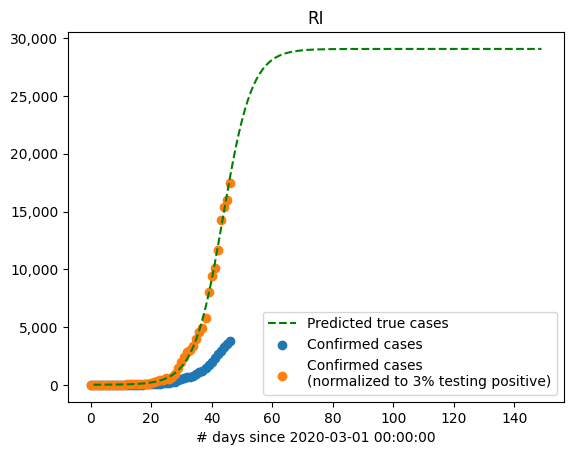 RI
30,000
25,000
20,000
15,000
10,000
5,000
0
0 20 40 60 80 100 120 140
# days since 2020-03-01 00:00:00
Predicted true cases
Confirmed cases
Confirmed cases
(normalized to 3% testing positive)